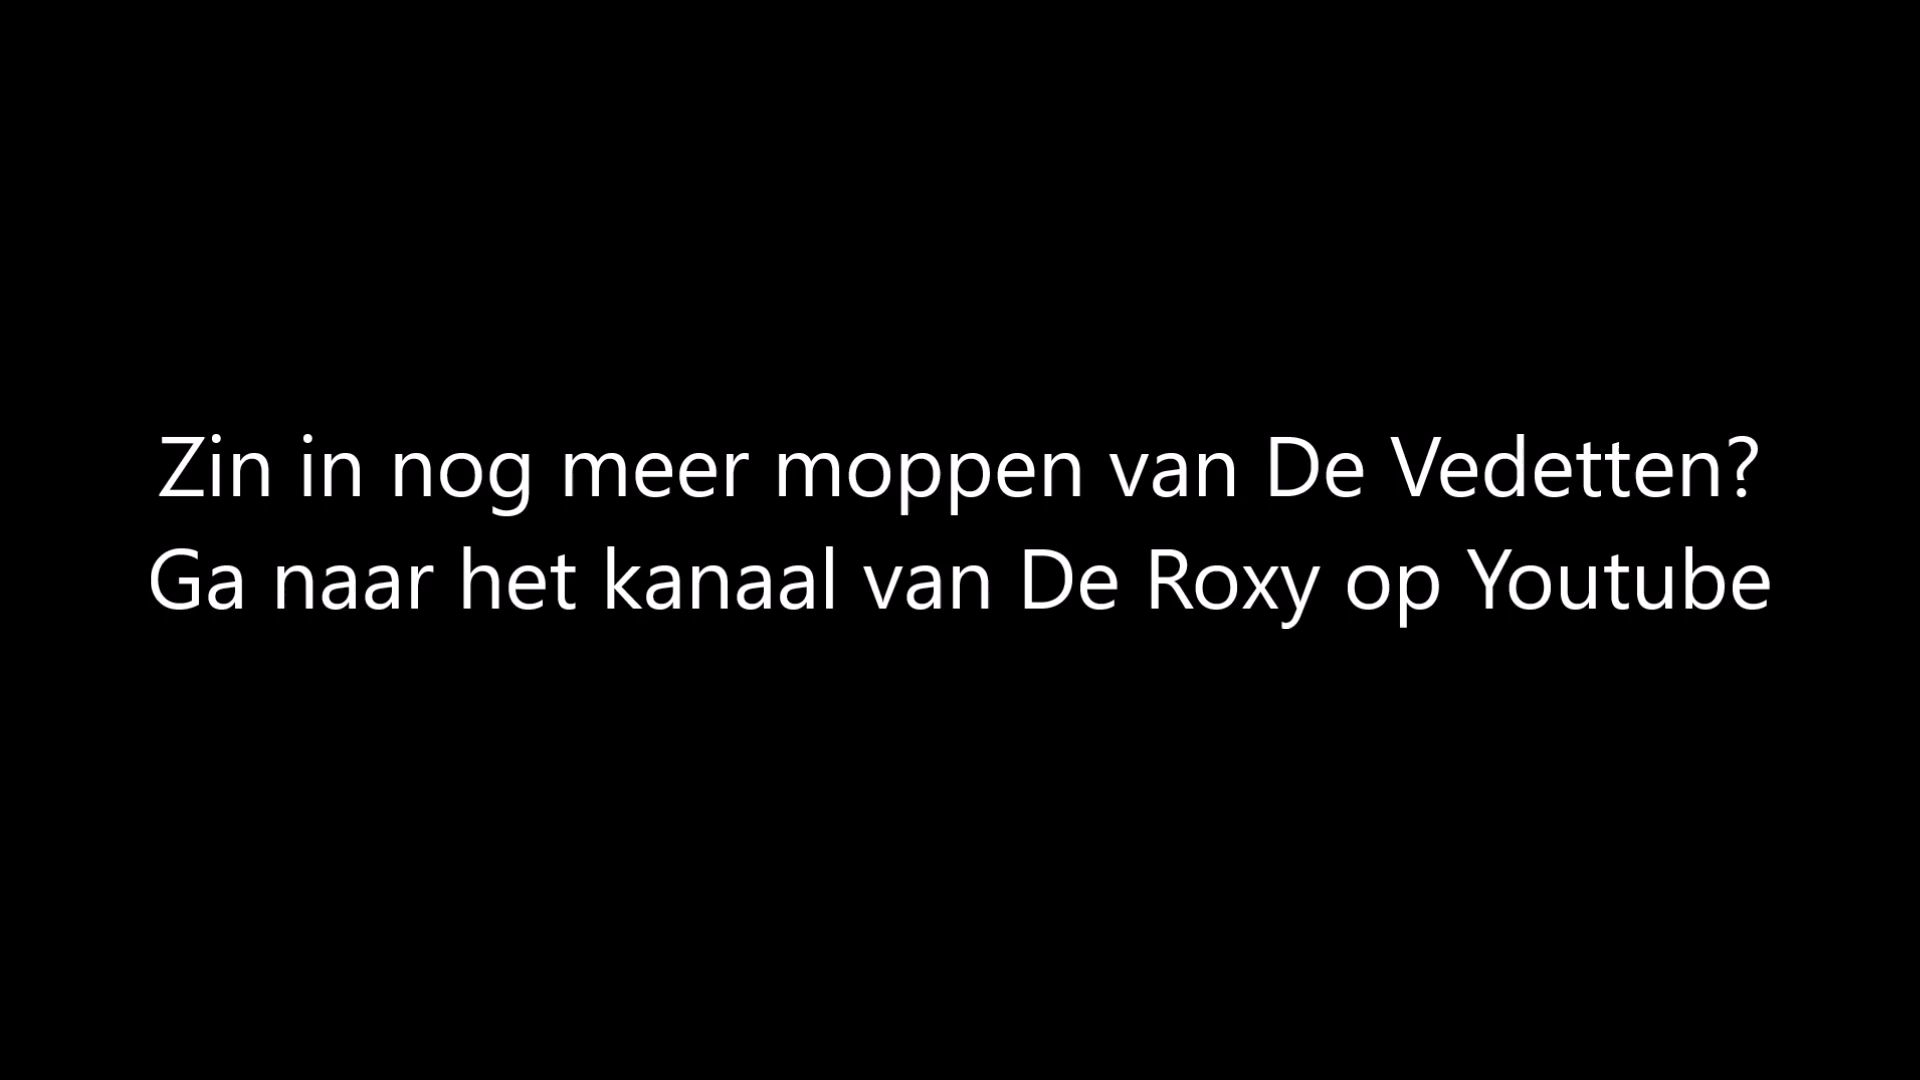 Zin in nog meer moppen van De Vedetten?
Ga naar het kanaal van De Roxy op Youtube